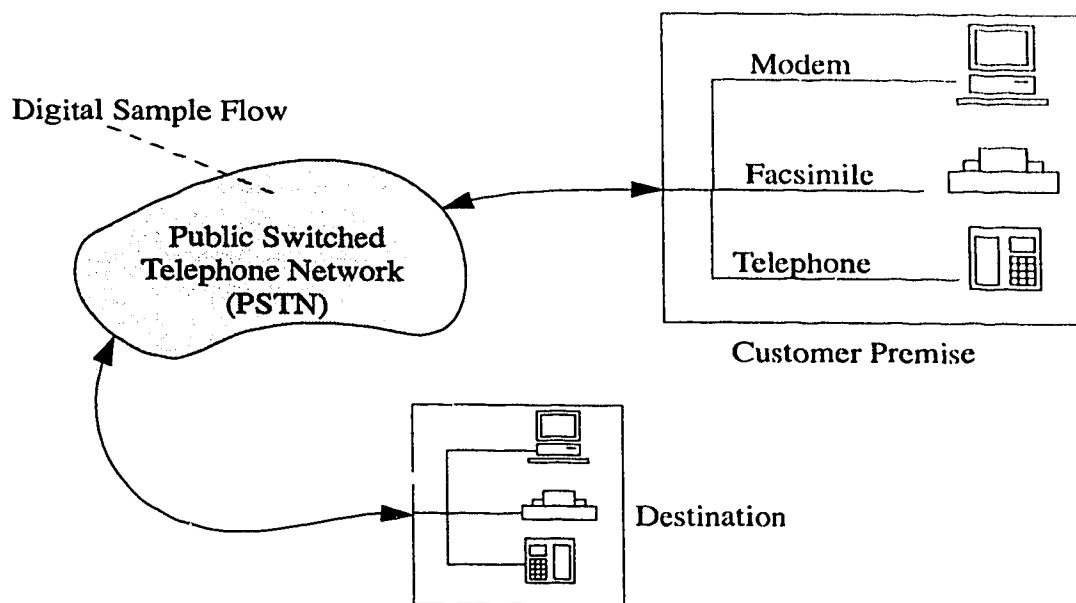 Digital Sample Flow
Public Switched
Telephone Network
(PSTN)
Modem
Facsimile
Telephone
Customer Premise
Destination